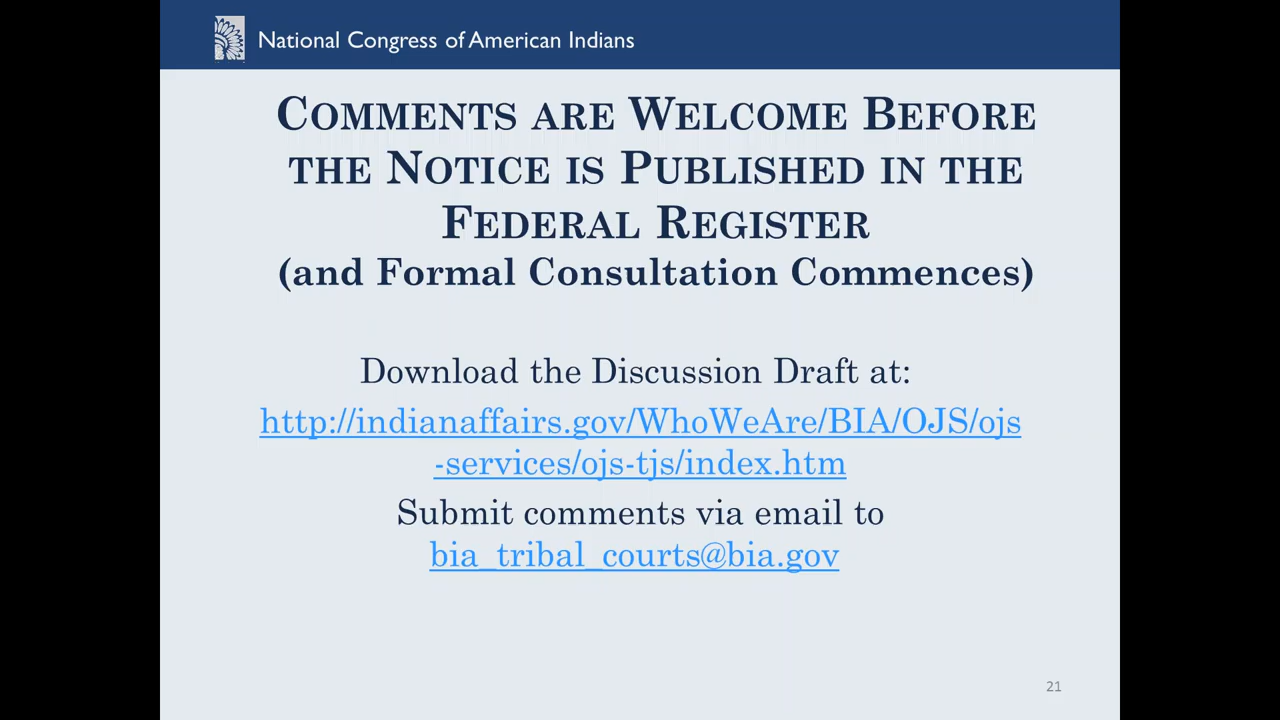 National Congress of American Indians
COMMENTS ARE WELCOME BEFORE
THE NOTICE IS PUBLISHED IN THE
FEDERAL REGISTER
(and Formal Consultation Commences)
Download the Discussion Draft at:
http://indianaffairs.gov/WhoWeAre/BIA/OJS/ojs
-services/ojs-tjs/index.htm
Submit comments via email to
bia_tribal_courts@bia.gov
21